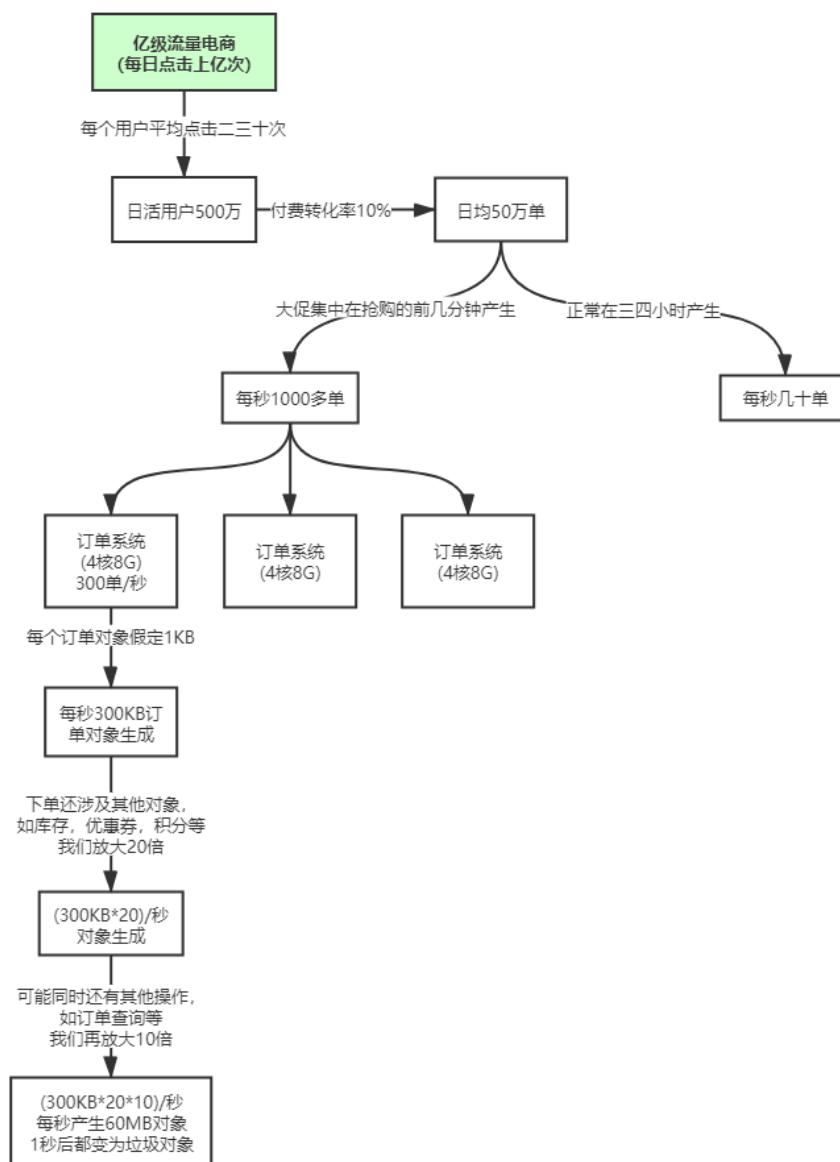 亿级流量电商
(每日点击上亿次)
每个用户平均点击二三十次
日活用户500万
付费转化率10%
日均50万单
大促集中在抢购的前几分钟产生
正常在三四小时产生
每秒1000多单
每秒几十单
订单系统
(4核8G)
300单/秒
订单系统
(4核8G)
订单系统
(4核8G)
每个订单对象假定1KB
每秒300KB订
单对象生成
下单还涉及其他对象，
如库存，优惠券，积分等
我们放大20倍
(300KB*20)/秒
对象生成
可能同时还有其他操作，
如订单查询等
我们再放大10倍
(300KB*20*10)/秒
每秒产生60MB对象
1秒后都变为垃圾对象